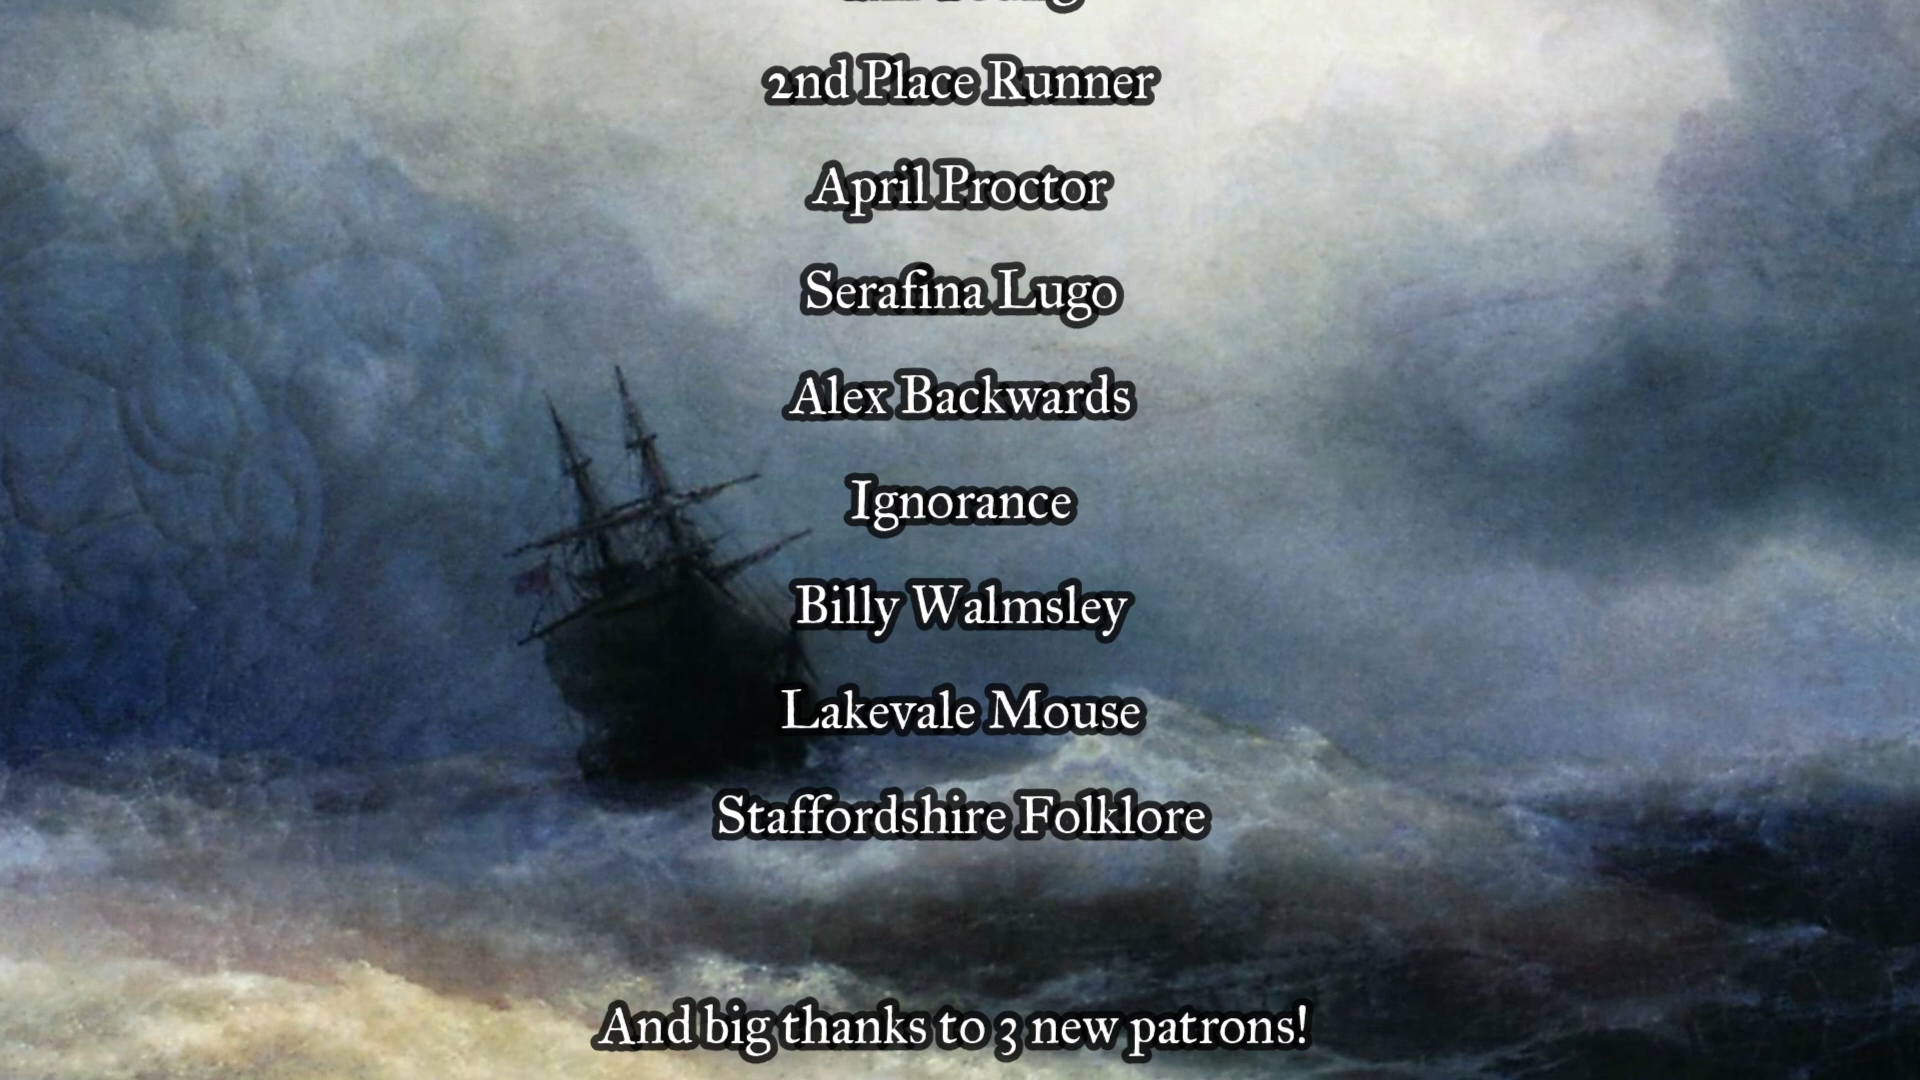 2nd Place Runner
April Proctor
Serafina Lugo
Alex Backwards
Ignorance
Billy Walmsley
Lakevale Mouse
Staffordshire Folklore
And big thanks to 3 new patrons!